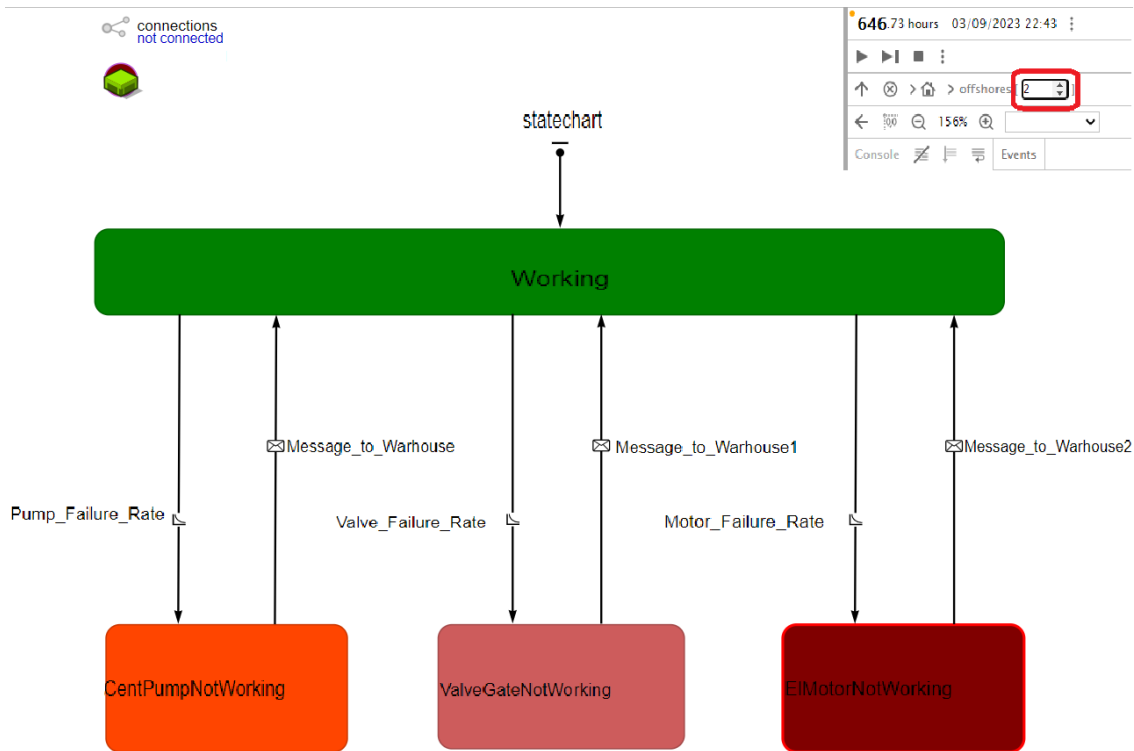 connections
not connected
646.73 hours 03/09/2023 22:43
offshores[ 2 ]
156%
Console Events
statechart
Working
Message_to_Warhouse
Message_to_Warhouse1
Message_to_Warhouse2
Pump_Failure_Rate
Valve_Failure_Rate
Motor_Failure_Rate
CentPumpNotWorking
ValveGateNotWorking
ElMotorNotWorking